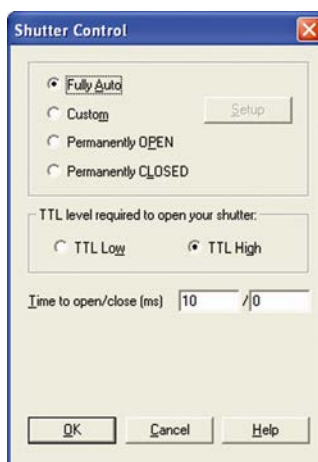 Shutter Control
Fully Auto
Custom
Setup
Permanently OPEN
Permanently CLOSED
TTL level required to open your shutter:
TTL Low
TTL High
Time to open/close (ms) 10 / 0
OK Cancel Help